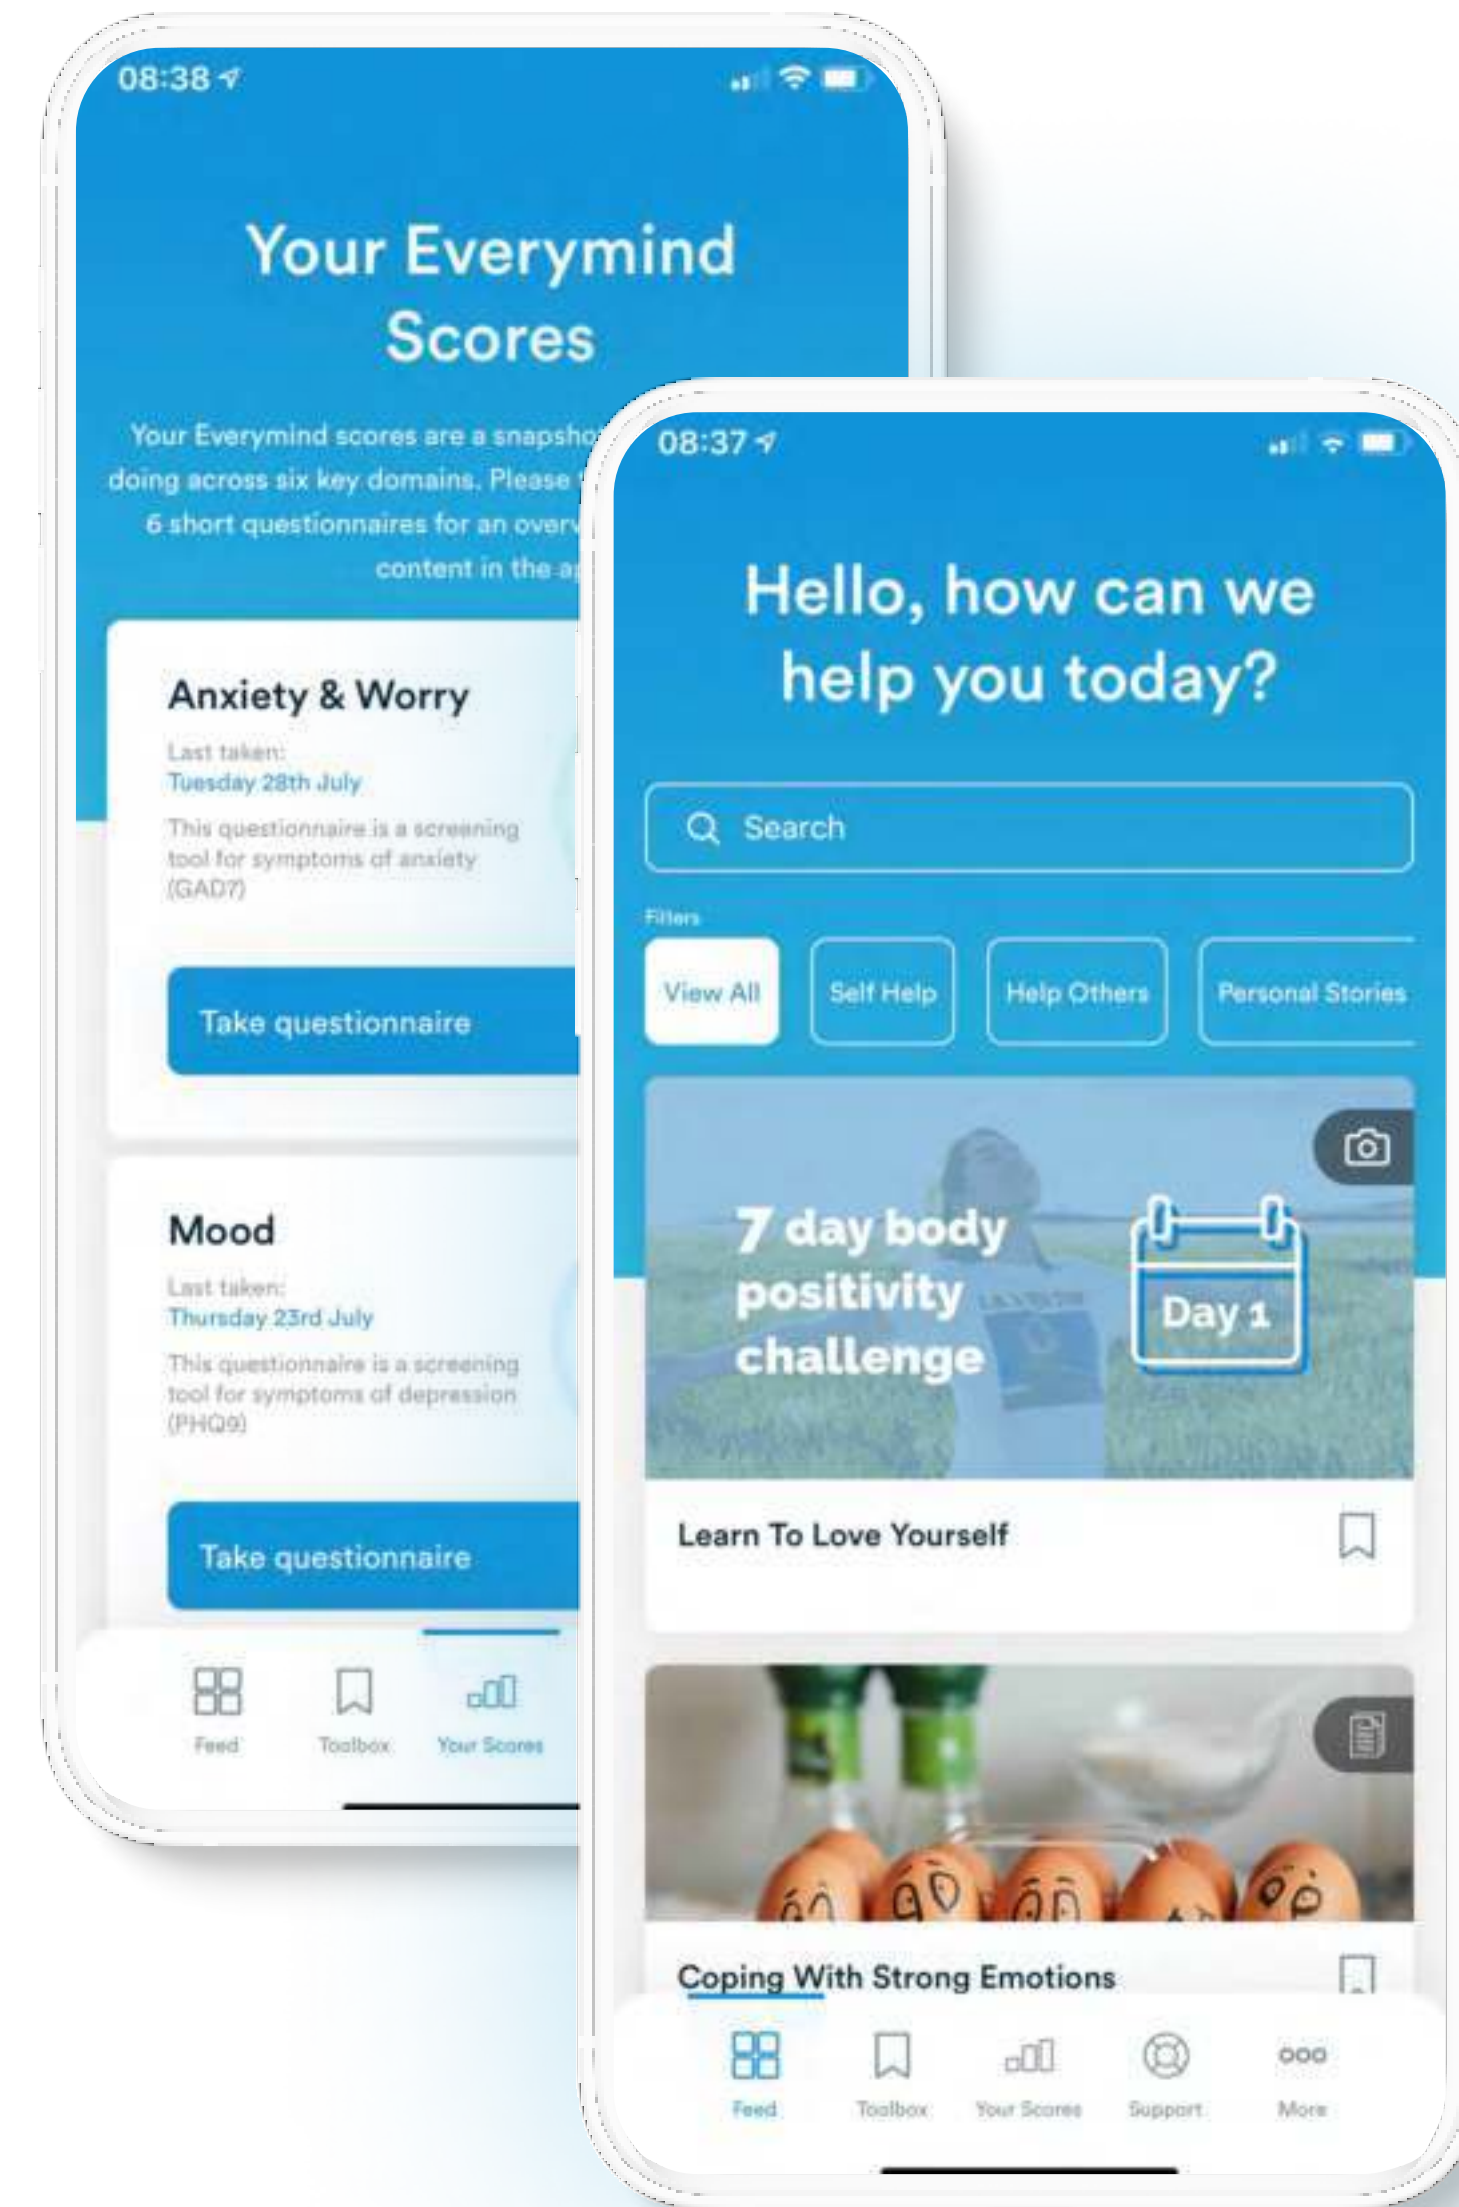 08:38
Your Everymind
Scores
Your Everymind scores are a
doing across six key domains. Please
6 short questionnaires for an
content in the
Anxiety & Worry
Last taken:
Tuesday 28th July
This questionnaire is a screening
tool for symptoms of anxiety
(GAD7)
Take questionnaire
Mood
Last taken:
Thursday 23rd July
This questionnaire is a screening
tool for symptoms of depression
(PHQ9)
Take questionnaire
Feed
Toolbox
Your Scores
08:37
Hello, how can we
help you today?
Search
Filters
View All
Self Help
Help Others
Personal Stories
7 day body
positivity
challenge
Day 1
Learn To Love Yourself
Coping With Strong Emotions
Feed
Toolbox
Your Scores
Support
More